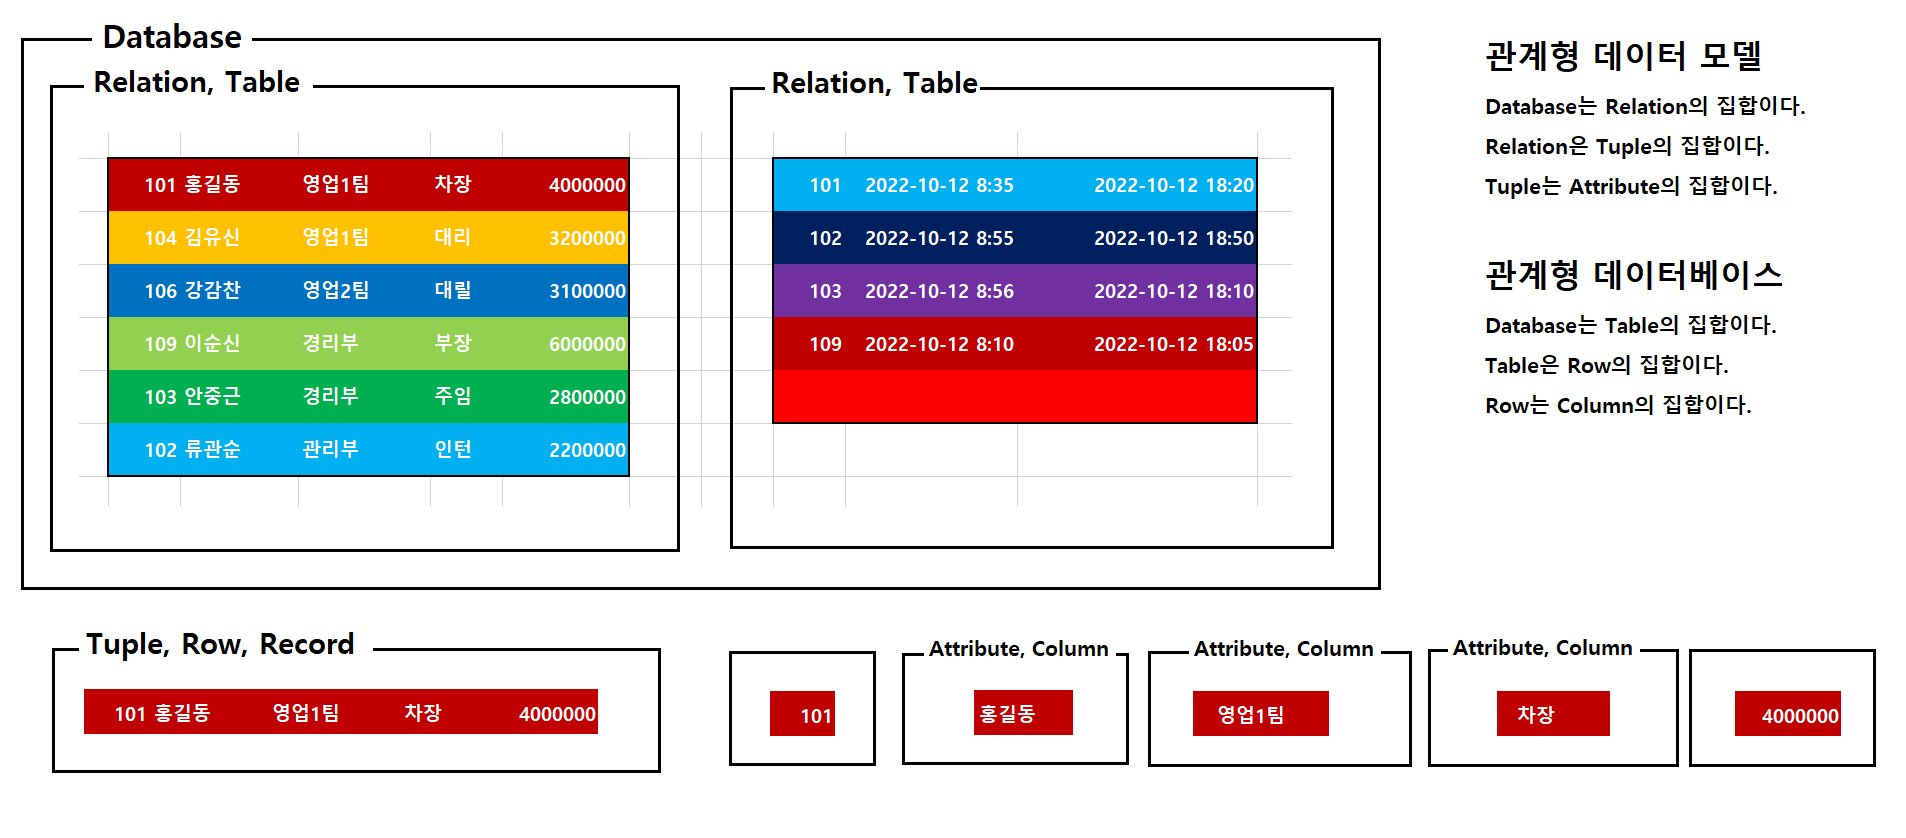 Database
Relation, Table
101 홍길동 영업1팀 차장 4000000
104 김유신 영업1팀 대리 3200000
106 강감찬 영업2팀 대릴 3100000
109 이순신 경리부 부장 6000000
103 안중근 경리부 주임 2800000
102 류관순 관리부 인턴 2200000
Relation, Table
101 2022-10-12 8:35 2022-10-12 18:20
102 2022-10-12 8:55 2022-10-12 18:50
103 2022-10-12 8:56 2022-10-12 18:10
109 2022-10-12 8:10 2022-10-12 18:05
관계형 데이터 모델
Database는 Relation의 집합이다.
Relation은 Tuple의 집합이다.
Tuple는 Attribute의 집합이다.
관계형 데이터베이스
Database는 Table의 집합이다.
Table은 Row의 집합이다.
Row는 Column의 집합이다.
Tuple, Row, Record
101 홍길동 영업1팀 차장 4000000
101
Attribute, Column
홍길동
Attribute, Column
영업1팀
Attribute, Column
차장
4000000